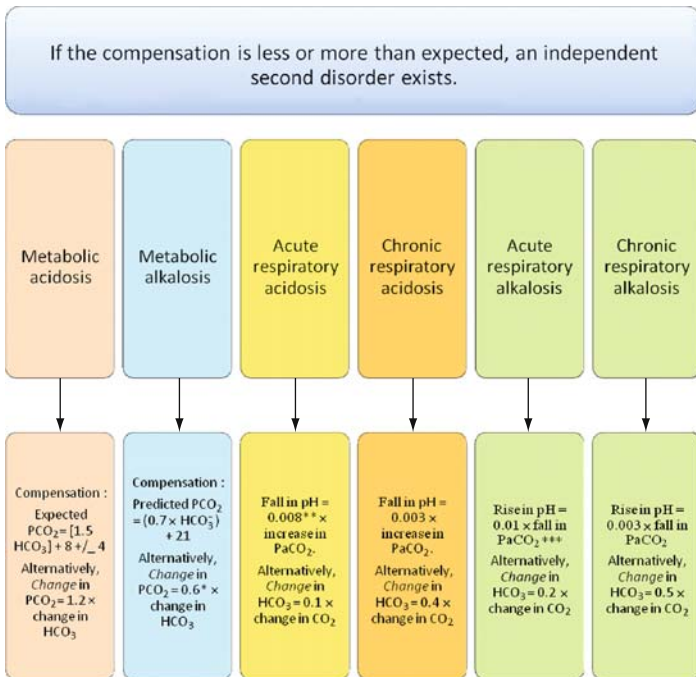 If the compensation is less or more than expected, an independent
second disorder exists.
Metabolic
acidosis
Metabolic
alkalosis
Acute
respiratory
acidosis
Chronic
respiratory
acidosis
Acute
respiratory
alkalosis
Chronic
respiratory
alkalosis
Compensation :
Expected
PCO₂=[1.5
HCO₃]+8 +/_ 4
Alternatively,
Change in
PCO₂=1.2×
change in
HCO₃
Compensation :
Predicted PCO₂
=(0.7× HCO₃⁻)
+ 21
Alternatively,
Change in
PCO₂=0.6* ×
change in
HCO₃
Fall in pH =
0.008** ×
increase in
PaCO₂.
Alternatively,
Change in
HCO₃=0.1 ×
change in CO₂
Fall in pH =
0.003 ×
increase in
PaCO₂.
Alternatively,
Change in
HCO₃=0.4 ×
change in CO₂
Rise in pH =
0.01 × fall in
PaCO₂ ***
Alternatively,
Change in
HCO₃=0.2 ×
change in CO₂
Rise in pH =
0.003 × fall in
PaCO₂
Alternatively,
Change in
HCO₃=0.5 ×
change in CO₂